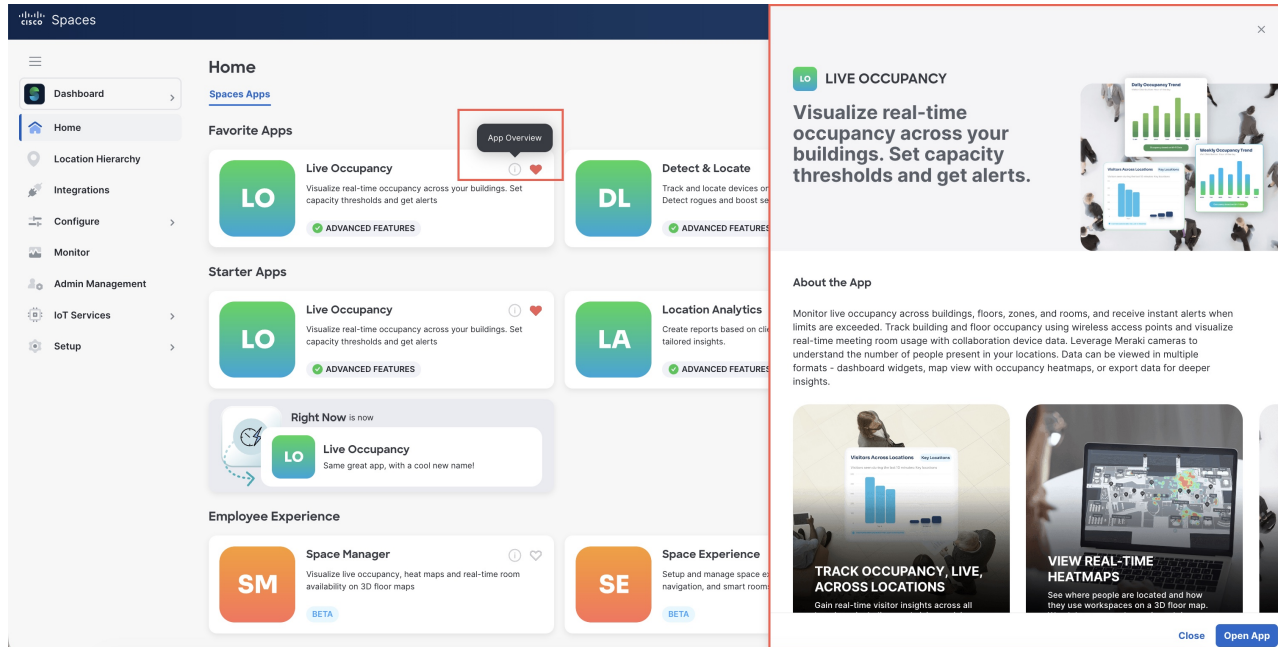 CISCO Spaces
Dashboard
Home
Location Hierarchy
Integrations
Configure
Monitor
Admin Management
IoT Services
Setup
Home
Spaces Apps
Favorite Apps
App Overview
LO
Live Occupancy
Visualize real-time occupancy across your buildings. Set
capacity thresholds and get alerts
ADVANCED FEATURES
DL
Detect & Locate
Track and locate devices on
Detect rogues and boost se
ADVANCED FEATURES
Starter Apps
LO
Live Occupancy
Visualize real-time occupancy across your buildings. Set
capacity thresholds and get alerts
ADVANCED FEATURES
LA
Location Analytics
Create reports based on clie
tailored insights.
ADVANCED FEATURES
Right Now is now
LO
Live Occupancy
Same great app, with a cool new name!
Employee Experience
SM
Space Manager
Visualize live occupancy, heat maps and real-time room
availability on 3D floor maps
BETA
SE
Space Experience
Setup and manage space ex
navigation, and smart rooms
BETA
LO
LIVE OCCUPANCY
Visualize real-time
occupancy across your
buildings. Set capacity
thresholds and get alerts.
Daily Occupancy Trend
Weekly Occupancy Trend
Visitors Across Locations Key Locations
About the App
Monitor live occupancy across buildings, floors, zones, and rooms, and receive instant alerts when
limits are exceeded. Track building and floor occupancy using wireless access points and visualize
real-time meeting room usage with collaboration device data. Leverage Meraki cameras to
understand the number of people present in your locations. Data can be viewed in multiple
formats - dashboard widgets, map view with occupancy heatmaps, or export data for deeper
insights.
Visitors Across Locations Key Locations
TRACK OCCUPANCY, LIVE,
ACROSS LOCATIONS
Gain real-time visitor insights across all
VIEW REAL-TIME
HEATMAPS
See where people are located and how
they use workspaces on a 3D floor map.
Close
Open App